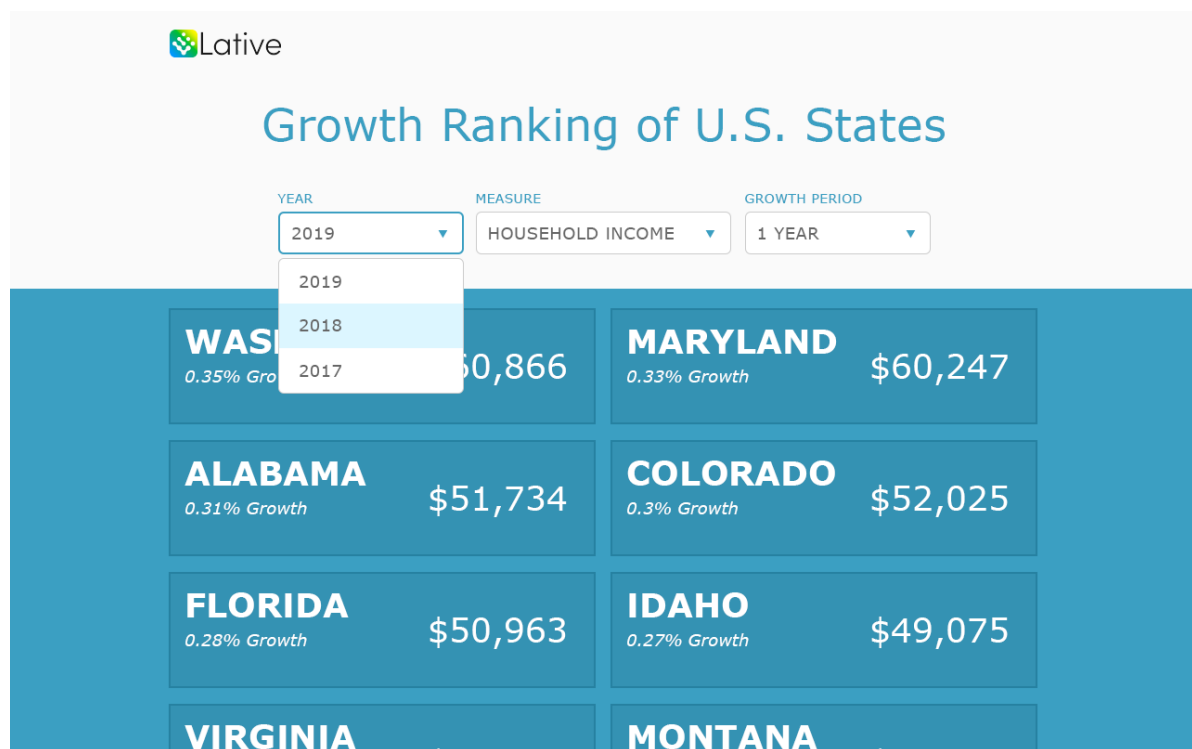 Lative
Growth Ranking of U.S. States
YEAR MEASURE GROWTH PERIOD
2019 HOUSEHOLD INCOME 1 YEAR
2019
2018
2017
0,866
0.35%
MARYLAND
0.33% Growth
$60,247
ALABAMA
0.31% Growth
$51,734
COLORADO
0.3% Growth
$52,025
FLORIDA
0.28% Growth
$50,963
IDAHO
0.27% Growth
$49,075
VIRGINIA
MONTANA